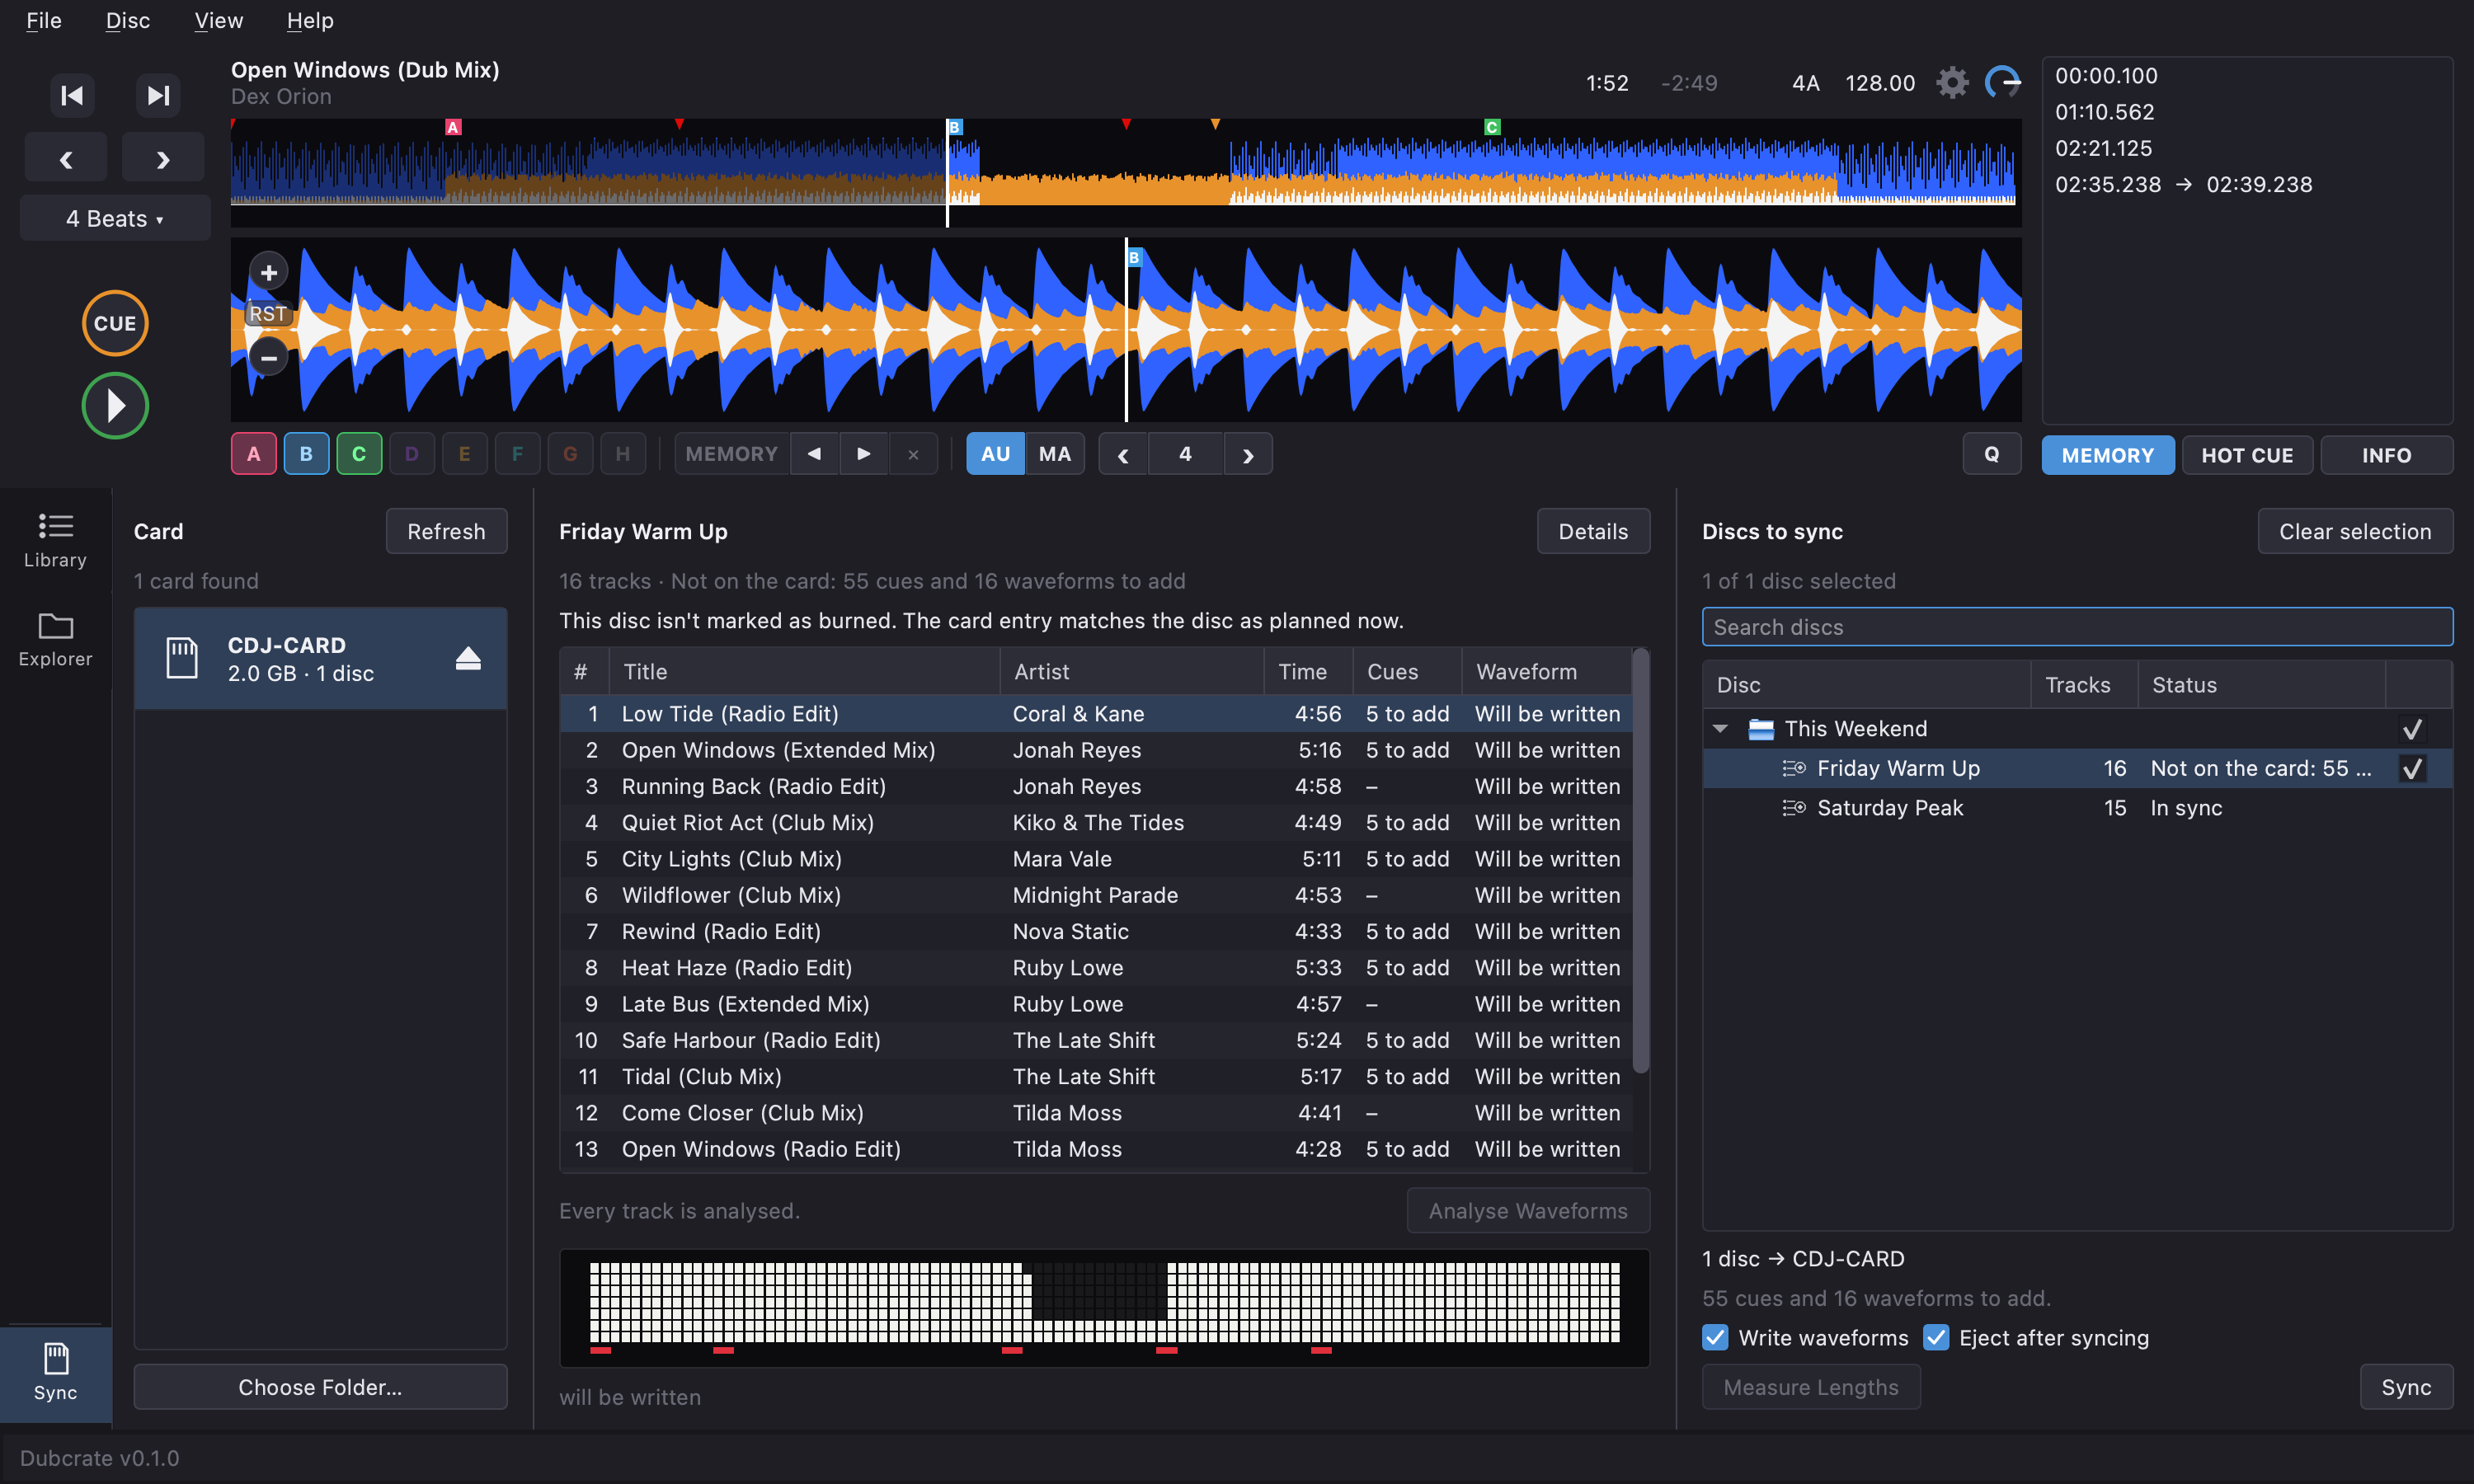 File Disc View Help
Open Windows (Dub Mix)
Dex Orion
1:52 -2:49 4A 128.00
A B C
4 Beats
CUE
B
RST
A B C D E F G H MEMORY × AU MA 4 Q
00:00.100
01:10.562
02:21.125
02:35.238 → 02:39.238
MEMORY HOT CUE INFO
Library
Explorer
Sync
Card Refresh
1 card found
CDJ-CARD
2.0 GB · 1 disc
Choose Folder...
Friday Warm Up Details
16 tracks · Not on the card: 55 cues and 16 waveforms to add
This disc isn't marked as burned. The card entry matches the disc as planned now.
# Title Artist Time Cues Waveform
1 Low Tide (Radio Edit) Coral & Kane 4:56 5 to add Will be written
2 Open Windows (Extended Mix) Jonah Reyes 5:16 5 to add Will be written
3 Running Back (Radio Edit) Jonah Reyes 4:58 – Will be written
4 Quiet Riot Act (Club Mix) Kiko & The Tides 4:49 5 to add Will be written
5 City Lights (Club Mix) Mara Vale 5:11 5 to add Will be written
6 Wildflower (Club Mix) Midnight Parade 4:53 – Will be written
7 Rewind (Radio Edit) Nova Static 4:33 5 to add Will be written
8 Heat Haze (Radio Edit) Ruby Lowe 5:33 5 to add Will be written
9 Late Bus (Extended Mix) Ruby Lowe 4:57 – Will be written
10 Safe Harbour (Radio Edit) The Late Shift 5:24 5 to add Will be written
11 Tidal (Club Mix) The Late Shift 5:17 5 to add Will be written
12 Come Closer (Club Mix) Tilda Moss 4:41 – Will be written
13 Open Windows (Radio Edit) Tilda Moss 4:28 5 to add Will be written
Every track is analysed. Analyse Waveforms
will be written
Discs to sync Clear selection
1 of 1 disc selected
Search discs
Disc Tracks Status
This Weekend
Friday Warm Up 16 Not on the card: 55 ...
Saturday Peak 15 In sync
1 disc → CDJ-CARD
55 cues and 16 waveforms to add.
Write waveforms Eject after syncing
Measure Lengths Sync
Dubcrate v0.1.0